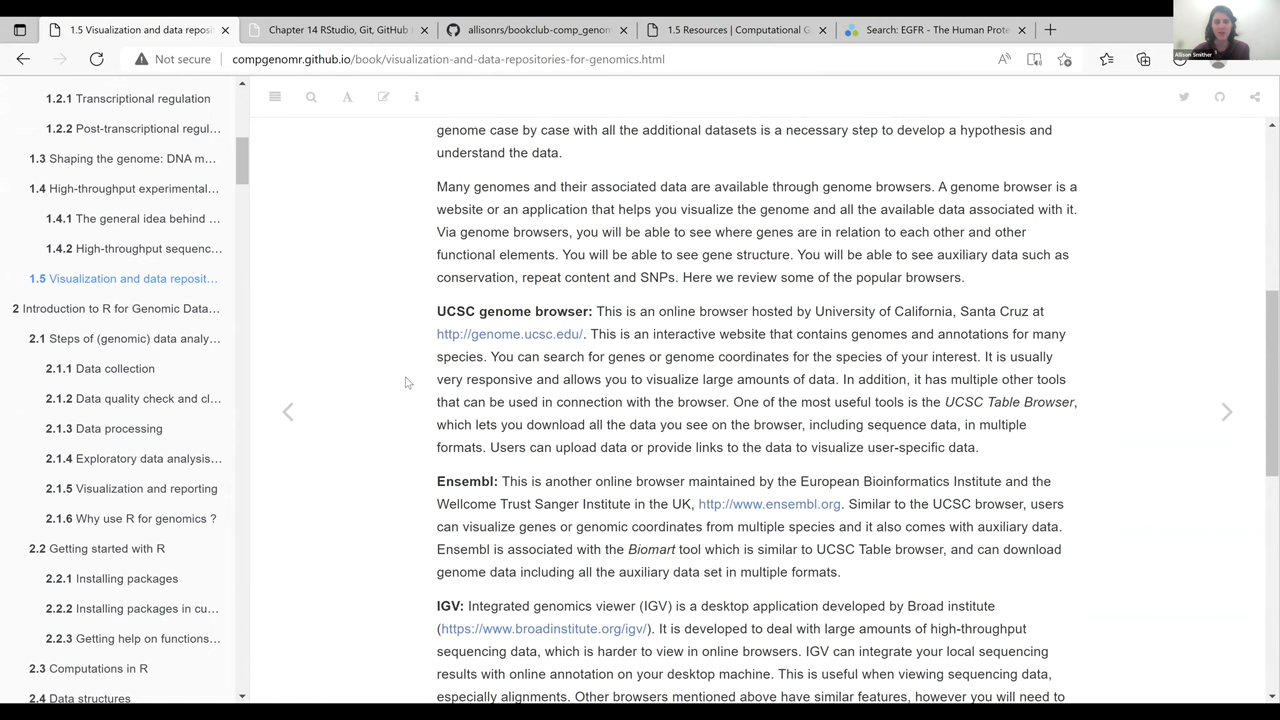 1.5 Visualization and data reposit
Chapter 14 RStudio, Git, GitHub
allisonrs/bookclub-comp_genom
1.5 Resources | Computational G
Search: EGFR - The Human Prote
Not secure
compgenomr.github.io/book/visualization-and-data-repositories-for-genomics.html
Allison Smither
1.2.1 Transcriptional regulation
1.2.2 Post-transcriptional regul...
1.3 Shaping the genome: DNA m...
1.4 High-throughput experimental...
1.4.1 The general idea behind ...
1.4.2 High-throughput sequenc...
1.5 Visualization and data reposit...
2 Introduction to R for Genomic Data...
2.1 Steps of (genomic) data analy...
2.1.1 Data collection
2.1.2 Data quality check and cl...
2.1.3 Data processing
2.1.4 Exploratory data analysis...
2.1.5 Visualization and reporting
2.1.6 Why use R for genomics ?
2.2 Getting started with R
2.2.1 Installing packages
2.2.2 Installing packages in cu...
2.2.3 Getting help on functions...
2.3 Computations in R
2.4 Data structures
genome case by case with all the additional datasets is a necessary step to develop a hypothesis and
understand the data.
Many genomes and their associated data are available through genome browsers. A genome browser is a
website or an application that helps you visualize the genome and all the available data associated with it.
Via genome browsers, you will be able to see where genes are in relation to each other and other
functional elements. You will be able to see gene structure. You will be able to see auxiliary data such as
conservation, repeat content and SNPs. Here we review some of the popular browsers.
UCSC genome browser: This is an online browser hosted by University of California, Santa Cruz at
http://genome.ucsc.edu/. This is an interactive website that contains genomes and annotations for many
species. You can search for genes or genome coordinates for the species of your interest. It is usually
very responsive and allows you to visualize large amounts of data. In addition, it has multiple other tools
that can be used in connection with the browser. One of the most useful tools is the UCSC Table Browser,
which lets you download all the data you see on the browser, including sequence data, in multiple
formats. Users can upload data or provide links to the data to visualize user-specific data.
Ensembl: This is another online browser maintained by the European Bioinformatics Institute and the
Wellcome Trust Sanger Institute in the UK, http://www.ensembl.org. Similar to the UCSC browser, users
can visualize genes or genomic coordinates from multiple species and it also comes with auxiliary data.
Ensembl is associated with the Biomart tool which is similar to UCSC Table browser, and can download
genome data including all the auxiliary data set in multiple formats.
IGV: Integrated genomics viewer (IGV) is a desktop application developed by Broad institute
(https://www.broadinstitute.org/igv/). It is developed to deal with large amounts of high-throughput
sequencing data, which is harder to view in online browsers. IGV can integrate your local sequencing
results with online annotation on your desktop machine. This is useful when viewing sequencing data,
especially alignments. Other browsers mentioned above have similar features, however you will need to